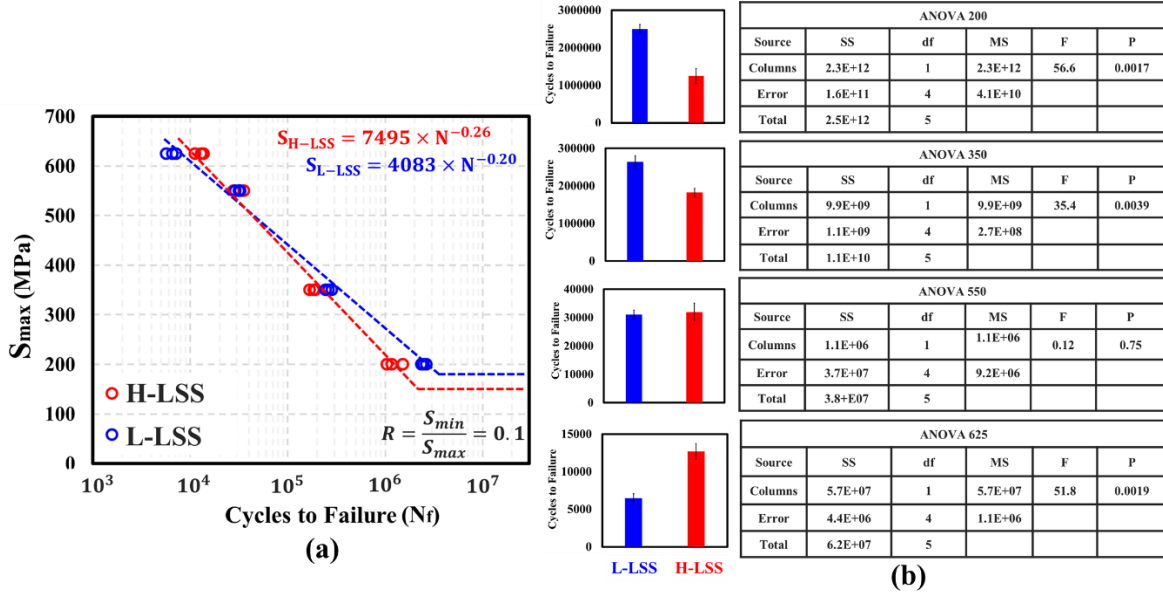 700
600
500
400
300
200
100
0
Smax (MPa)
S_H−LSS = 7495 × N^−0.26
S_L−LSS = 4083 × N^−0.20
H-LSS
L-LSS
R = S_min / S_max = 0.1
10^3 10^4 10^5 10^6 10^7
Cycles to Failure (Nf)
(a)
Cycles to Failure
3000000
2000000
1000000
0
ANOVA 200
Source SS df MS F P
Columns 2.3E+12 1 2.3E+12 56.6 0.0017
Error 1.6E+11 4 4.1E+10
Total 2.5E+12 5
Cycles to Failure
300000
200000
100000
0
ANOVA 350
Source SS df MS F P
Columns 9.9E+09 1 9.9E+09 35.4 0.0039
Error 1.1E+09 4 2.7E+08
Total 1.1E+10 5
Cycles to Failure
40000
30000
20000
10000
0
ANOVA 550
Source SS df MS F P
Columns 1.1E+06 1 1.1E+06 0.12 0.75
Error 3.7E+07 4 9.2E+06
Total 3.8+E07 5
Cycles to Failure
15000
10000
5000
0
L-LSS H-LSS
ANOVA 625
Source SS df MS F P
Columns 5.7E+07 1 5.7E+07 51.8 0.0019
Error 4.4E+06 4 1.1E+06
Total 6.2E+07 5
(b)